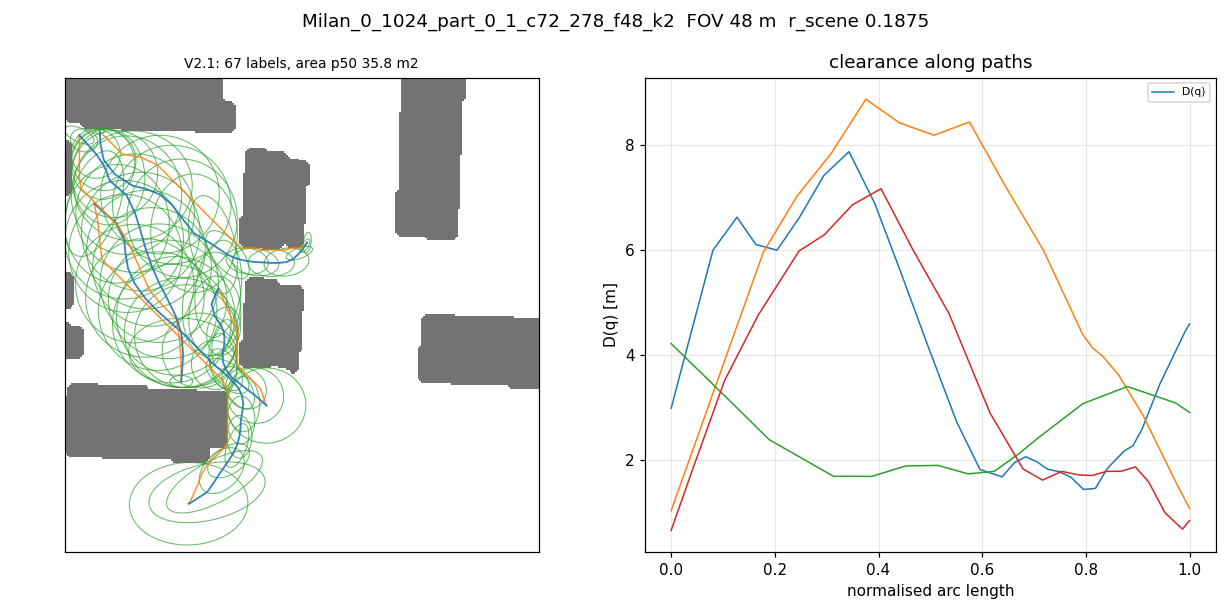 Milan_0_1024_part_0_1_c72_278_f48_k2  FOV 48 m  r_scene 0.1875
V2.1: 67 labels, area p50 35.8 m2
clearance along paths
D(q)
8
6
4
2
D(q) [m]
0.0 0.2 0.4 0.6 0.8 1.0
normalised arc length